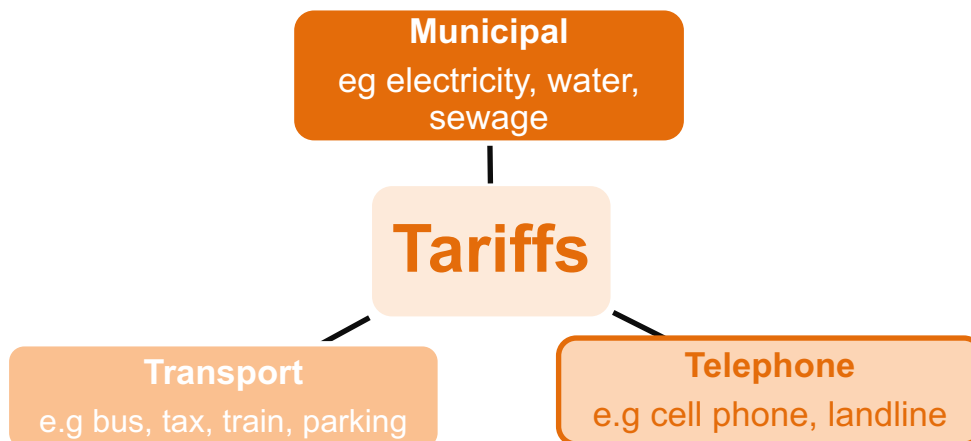 Municipal
eg electricity, water,
sewage
Tariffs
Transport
e.g bus, tax, train, parking
Telephone
e.g cell phone, landline